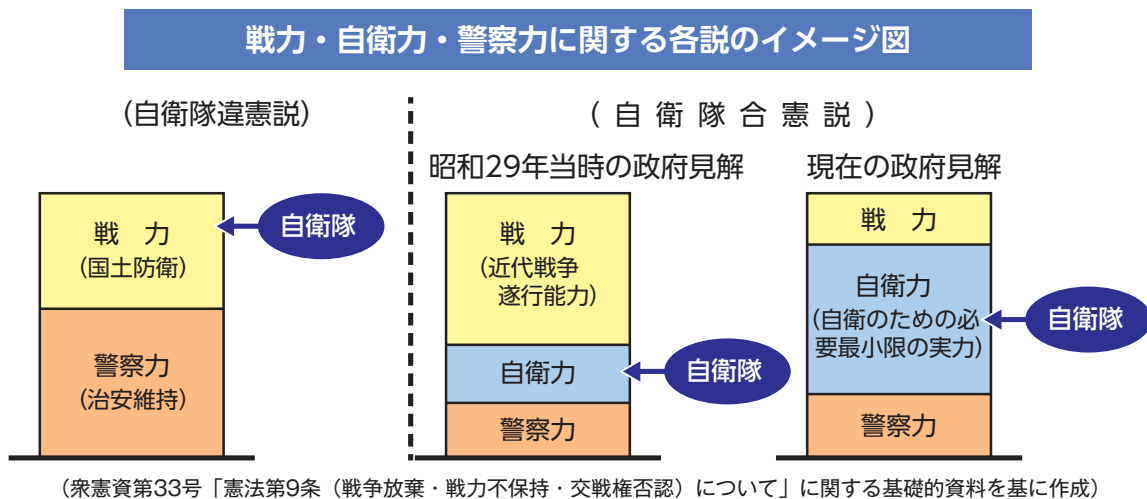 戦力・自衛力・警察力に関する各説のイメージ図
（自衛隊違憲説）
（自衛隊合憲説）
昭和29年当時の政府見解
現在の政府見解
戦 力
（国土防衛）
自衛隊
警察力
（治安維持）
戦 力
（近代戦争
遂行能力）
自衛力
自衛隊
警察力
戦 力
自衛力
（自衛のための必
要最小限の実力）
自衛隊
警察力
（衆憲資第33号「憲法第9条（戦争放棄・戦力不保持・交戦権否認）について」に関する基礎的資料を基に作成）